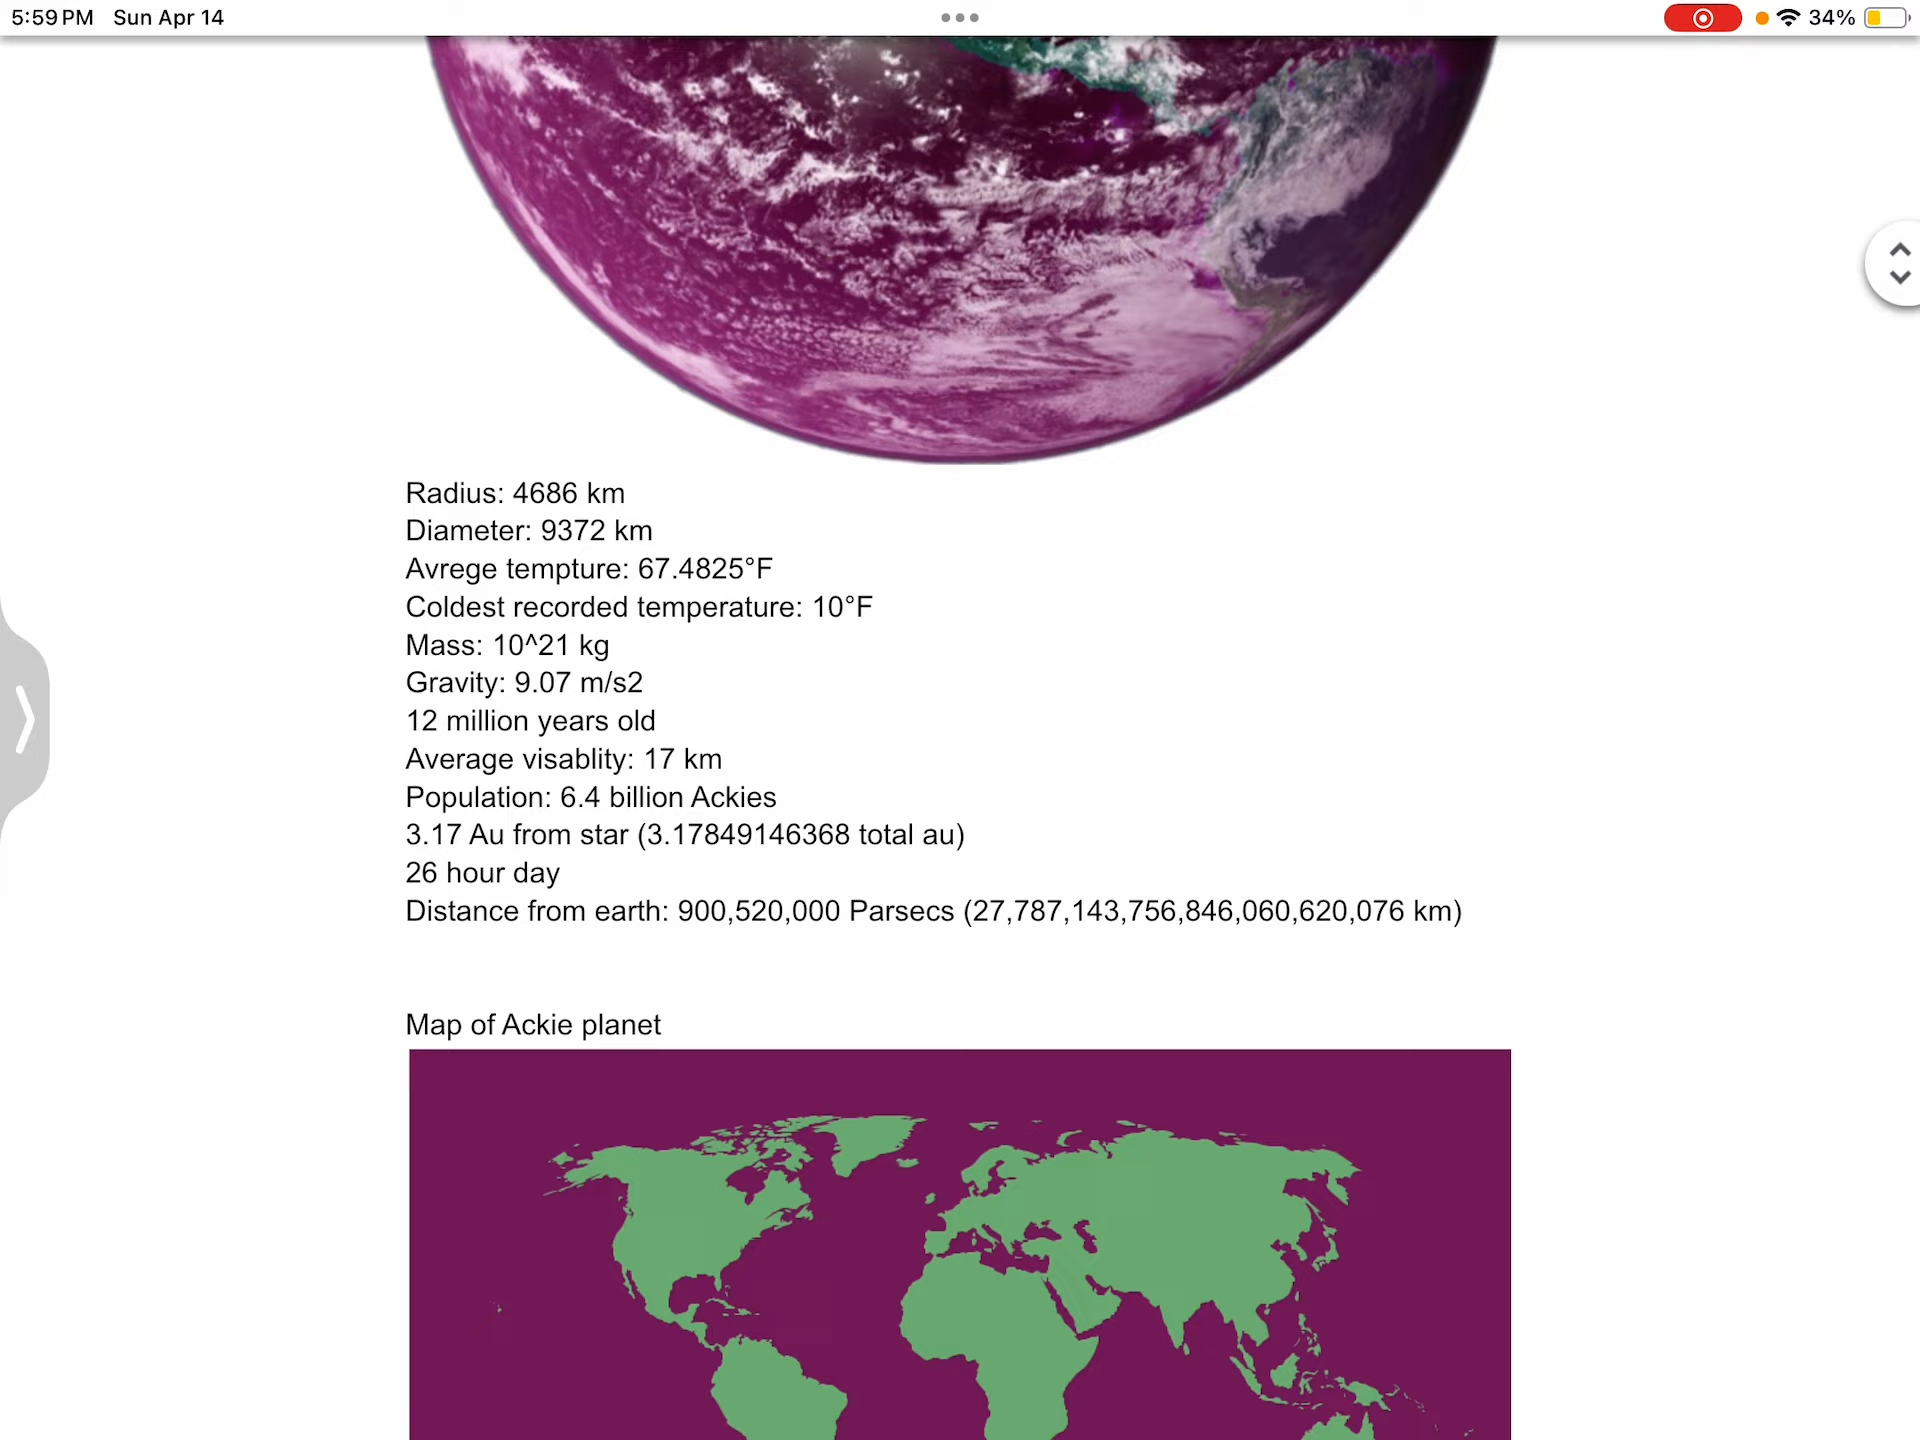 5:59 PM Sun Apr 14 34%
Radius: 4686 km
Diameter: 9372 km
Avrege tempture: 67.4825°F
Coldest recorded temperature: 10°F
Mass: 10^21 kg
Gravity: 9.07 m/s2
12 million years old
Average visablity: 17 km
Population: 6.4 billion Ackies
3.17 Au from star (3.17849146368 total au)
26 hour day
Distance from earth: 900,520,000 Parsecs (27,787,143,756,846,060,620,076 km)
Map of Ackie planet